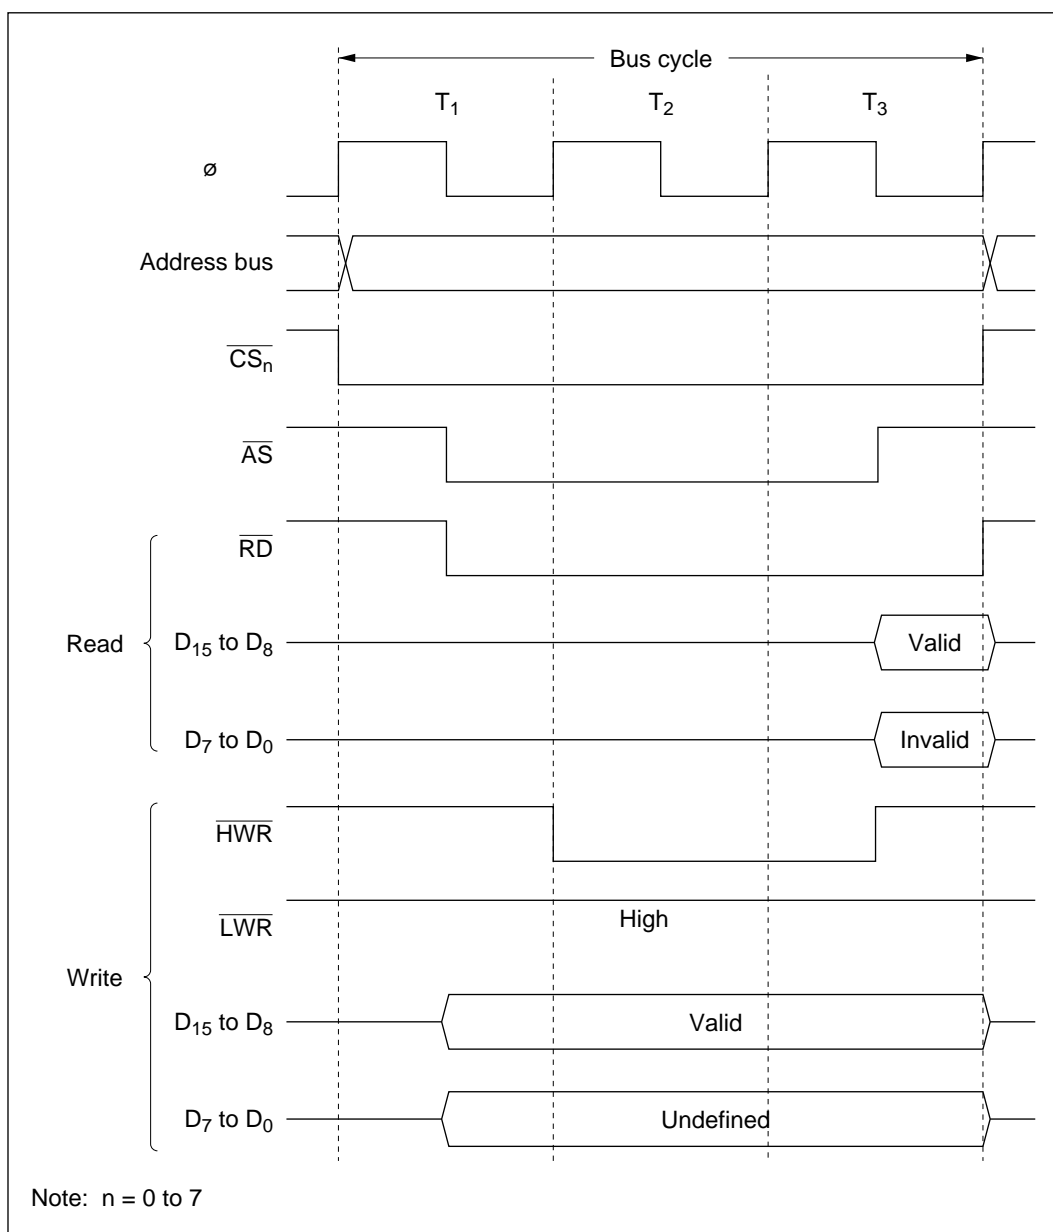 Bus cycle
T1 T2 T3
ø
Address bus
CSn
AS
RD
Read
D15 to D8 Valid
D7 to D0 Invalid
HWR
LWR High
Write
D15 to D8 Valid
D7 to D0 Undefined
Note: n = 0 to 7